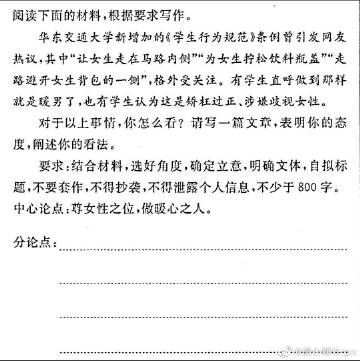 阅读下面的材料,根据要求写作。
华东交通大学新增加的《学生行为规范》条例曾引发网友
热议,其中“让女生走在马路内侧”“为女生拧松饮料瓶盖”“走
路避开女生背包的一侧”,格外受关注。有学生直呼做到那样
就是暖男了,也有学生认为这是矫枉过正、涉嫌歧视女性。
对于以上事情,你怎么看?请写一篇文章,表明你的态
度,阐述你的看法。
要求:结合材料,选好角度,确定立意,明确文体,自拟标
题,不要套作,不得抄袭,不得泄露个人信息,不少于 800 字。
中心论点:尊女性之位,做暖心之人。
分论点: